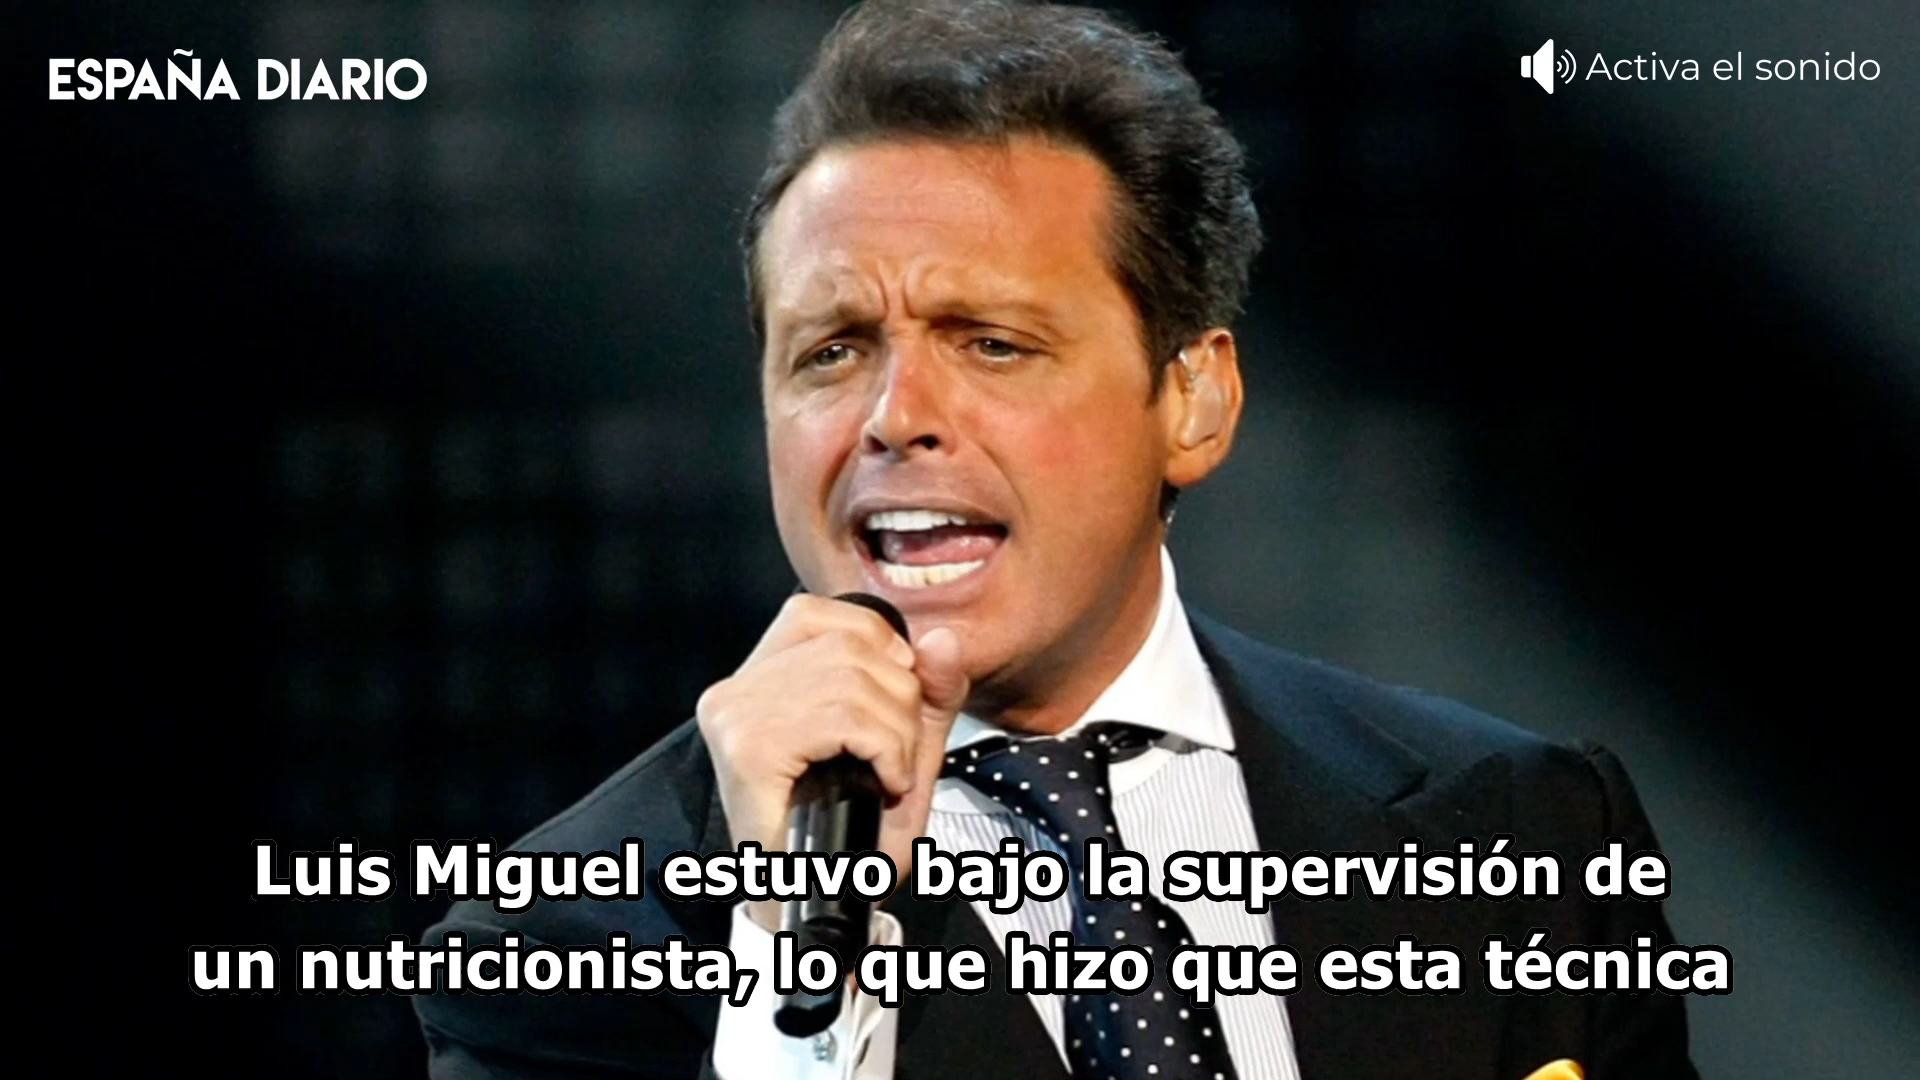 ESPAÑA DIARIO
Activa el sonido
Luis Miguel estuvo bajo la supervisión de
un nutricionista, lo que hizo que esta técnica